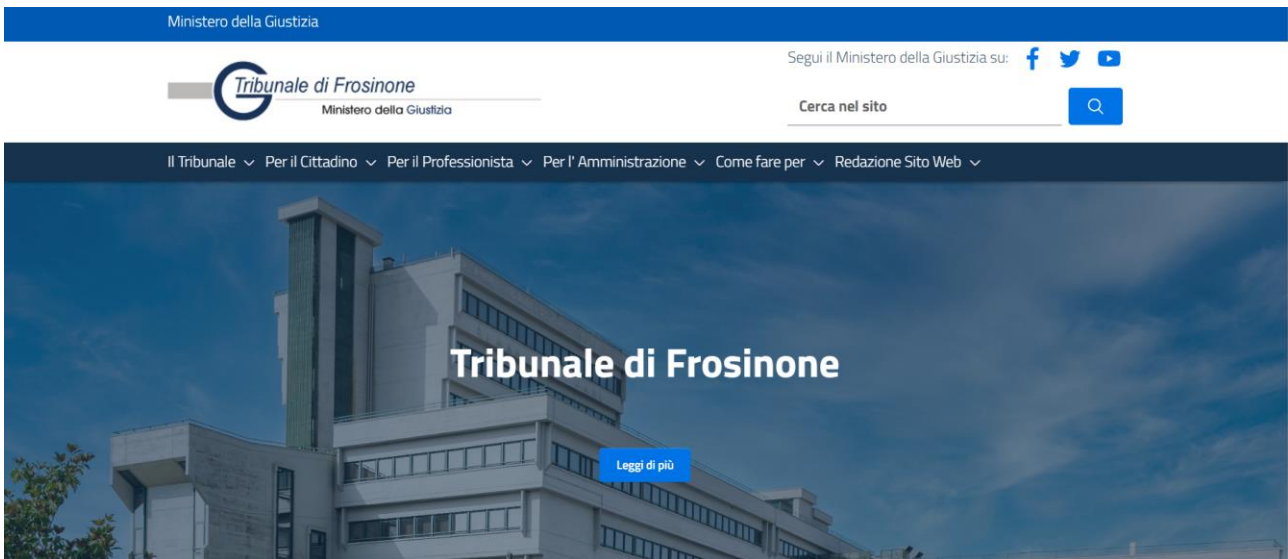 Ministero della Giustizia
Segui il Ministero della Giustizia su:
Tribunale di Frosinone
Ministero della Giustizia
Cerca nel sito
Il Tribunale Per il Cittadino Per il Professionista Per l' Amministrazione Come fare per Redazione Sito Web
Tribunale di Frosinone
Leggi di più